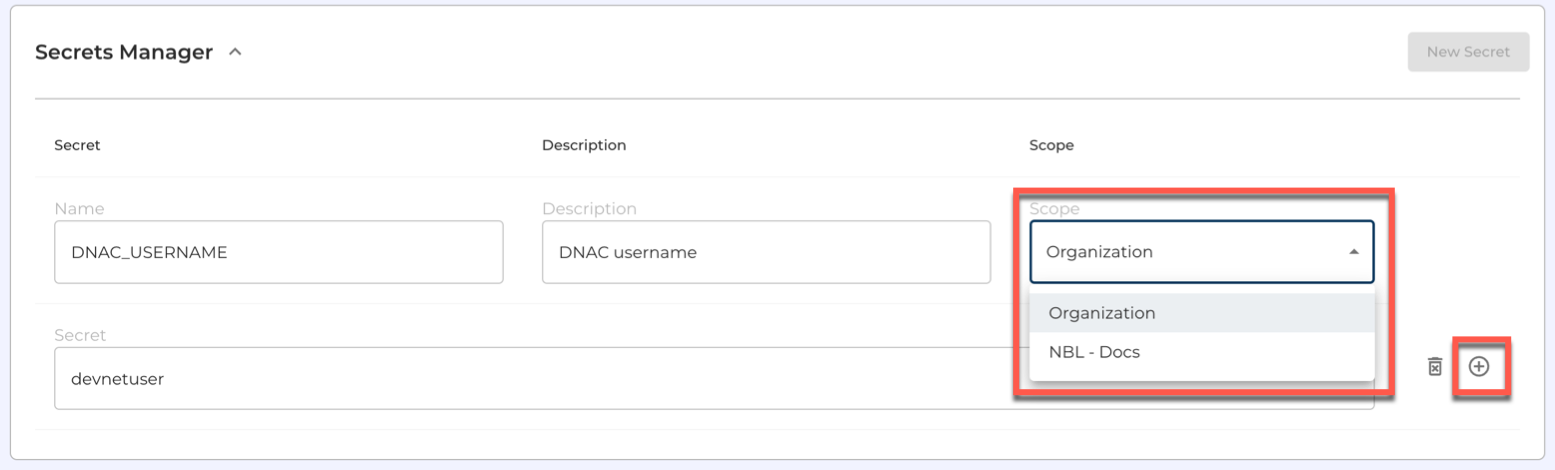 Secrets Manager
New Secret
Secret Description Scope
Name Description Scope
DNAC_USERNAME DNAC username Organization
Organization
NBL - Docs
Secret
devnetuser